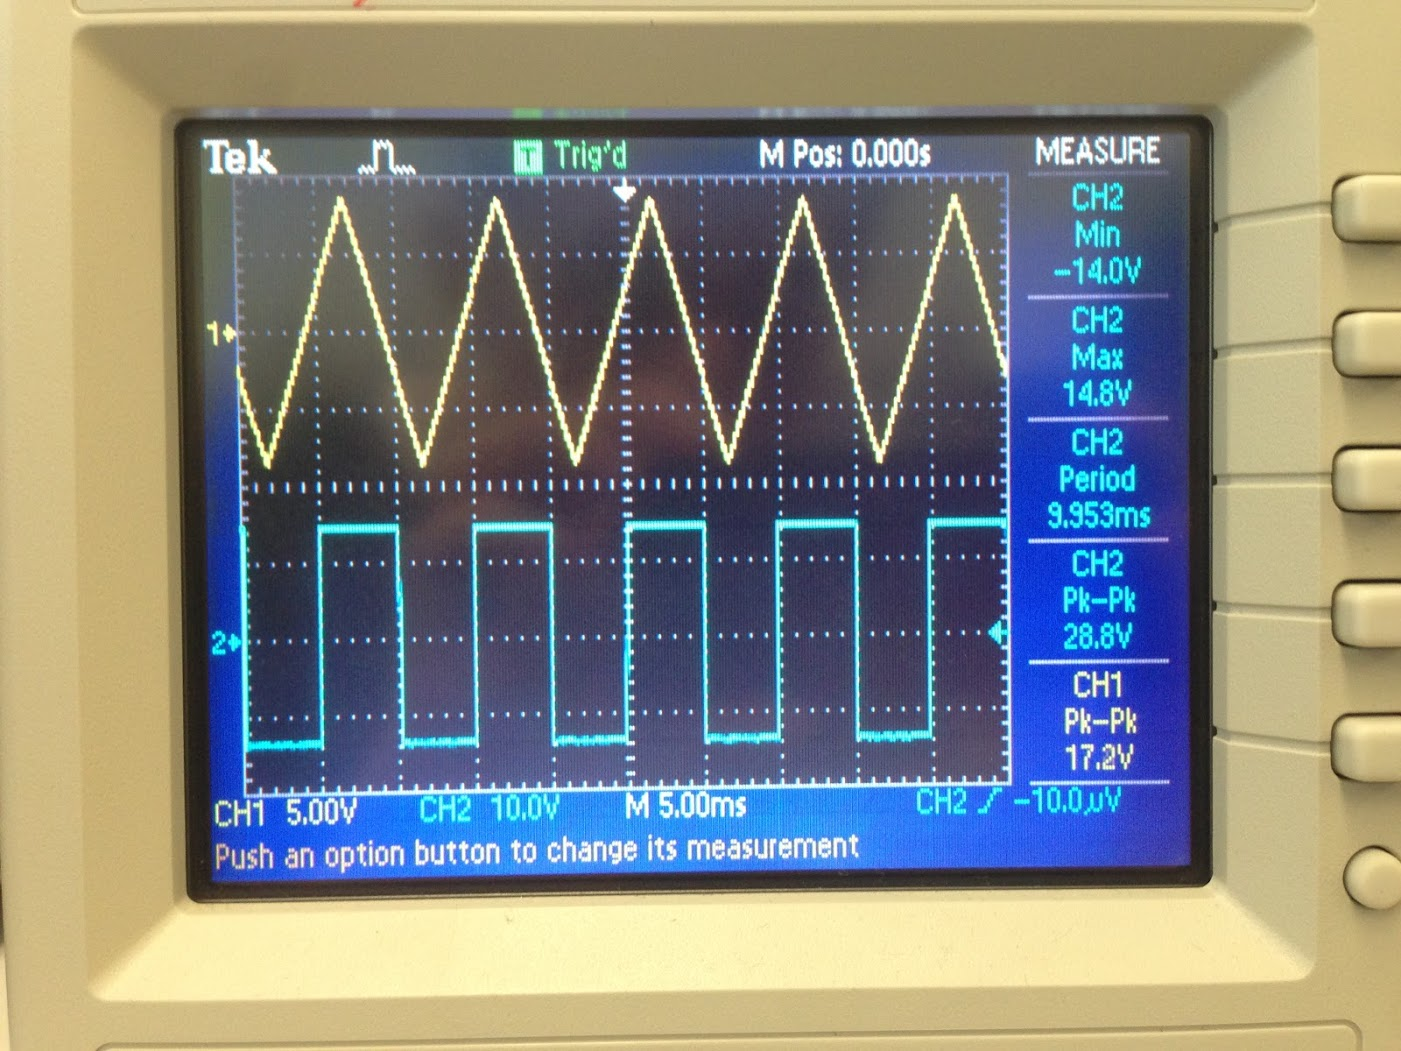 Tek Trig'd M Pos: 0.000s MEASURE
CH2
Min
-14.0V
CH2
Max
14.8V
CH2
Period
9.953ms
CH2
Pk-Pk
28.8V
CH1
Pk-Pk
17.2V
1
2
CH1 5.00V CH2 10.0V M 5.00ms CH2 -10.0µV
Push an option button to change its measurement